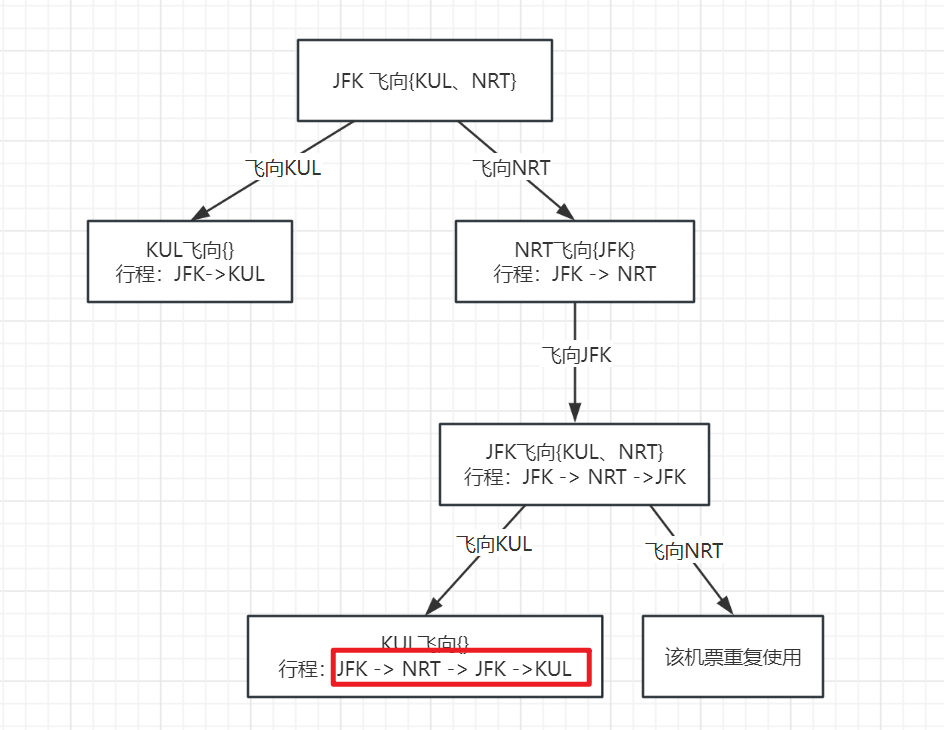 JFK 飞向{KUL、NRT}
飞向KUL
飞向NRT
KUL飞向{}
行程：JFK->KUL
NRT飞向{JFK}
行程：JFK -> NRT
飞向JFK
JFK飞向{KUL、NRT}
行程：JFK -> NRT ->JFK
飞向KUL
飞向NRT
KUL飞向{}
行程：JFK -> NRT -> JFK ->KUL
该机票重复使用